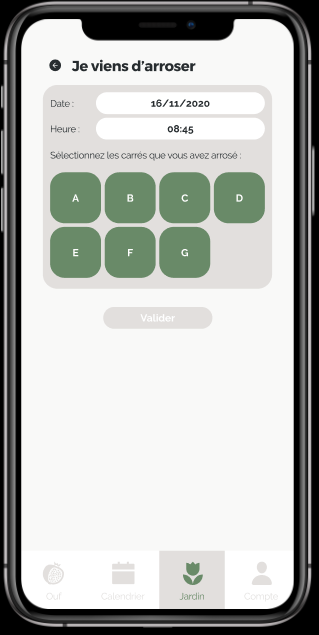 Je viens d'arroser
Date : 16/11/2020
Heure : 08:45
Sélectionnez les carrés que vous avez arrosé :
A B C D
E F G
Valider
Ouf Calendrier Jardin Compte